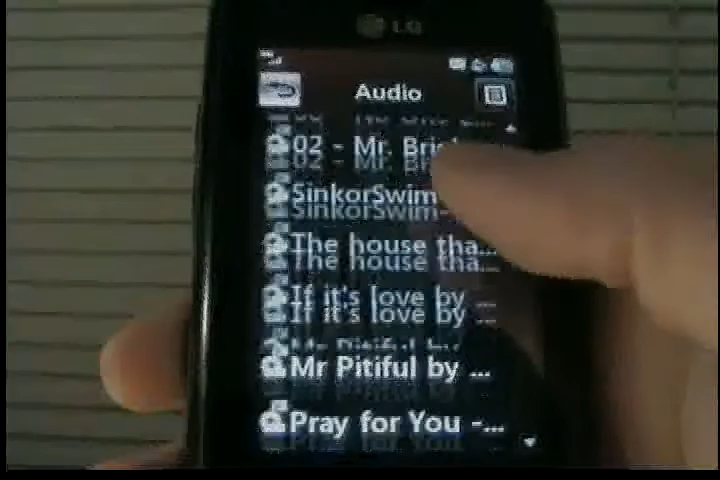 LG
Audio
02 - Mr. Bri
SinkorSwim-
The house tha...
If it's love by ...
Mr Pitiful by ...
Pray for You -...